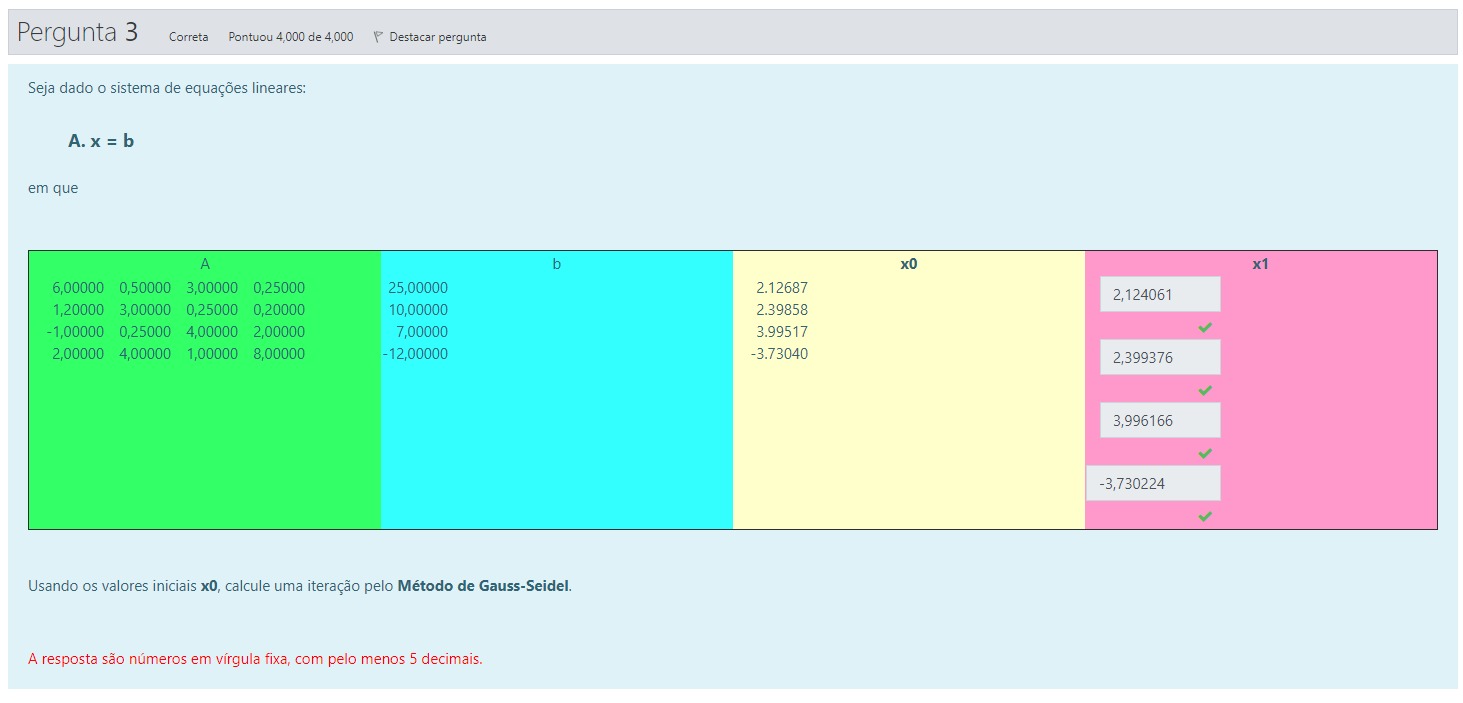 Pergunta 3 Correta Pontuou 4,000 de 4,000 Destacar pergunta
Seja dado o sistema de equações lineares:
A. x = b
em que
A b x0 x1
6,00000 0,50000 3,00000 0,25000 25,00000 2.12687 2,124061
1,20000 3,00000 0,25000 0,20000 10,00000 2.39858
-1,00000 0,25000 4,00000 2,00000 7,00000 3.99517
2,00000 4,00000 1,00000 8,00000 -12,00000 -3.73040 2,399376
3,996166
-3,730224
Usando os valores iniciais x0, calcule uma iteração pelo Método de Gauss-Seidel.
A resposta são números em vírgula fixa, com pelo menos 5 decimais.